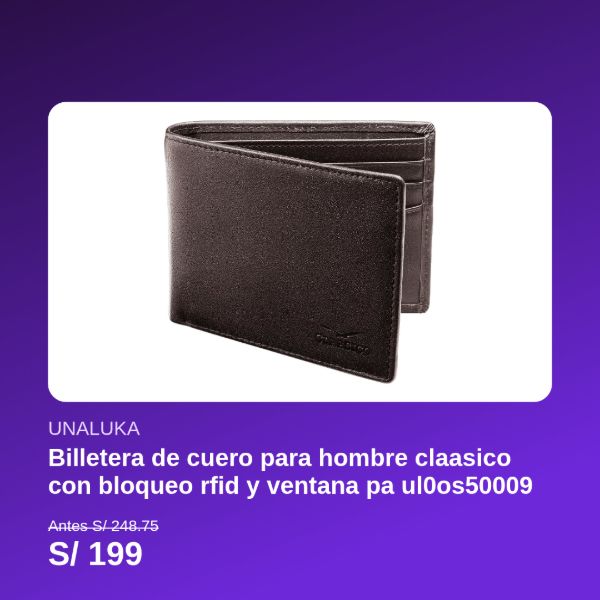 UNALUKA
Billetera de cuero para hombre claasico
con bloqueo rfid y ventana pa ul0os50009
Antes S/ 248.75
S/ 199